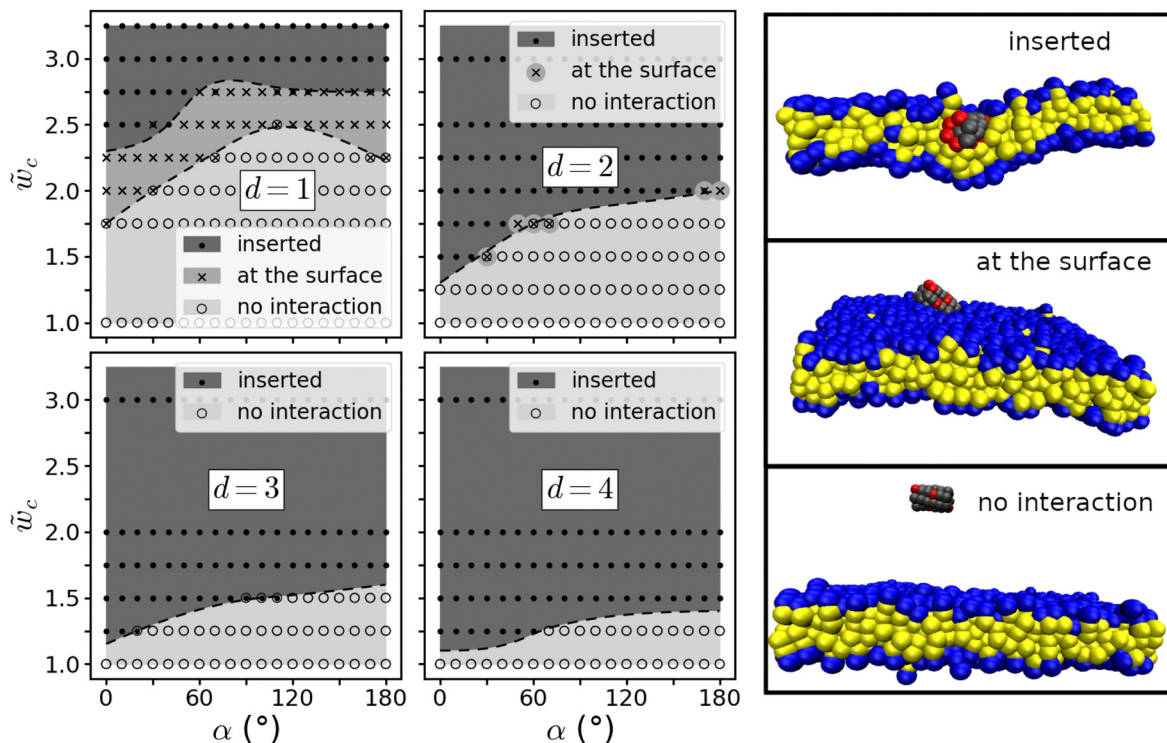 3.0
2.5
2.0
1.5
1.0
w̃_c
d = 1
inserted
at the surface
no interaction
inserted
at the surface
no interaction
d = 2
3.0
2.5
2.0
1.5
1.0
w̃_c
inserted
no interaction
d = 3
0 60 120 180
α (°)
inserted
no interaction
d = 4
0 60 120 180
α (°)
inserted
at the surface
no interaction